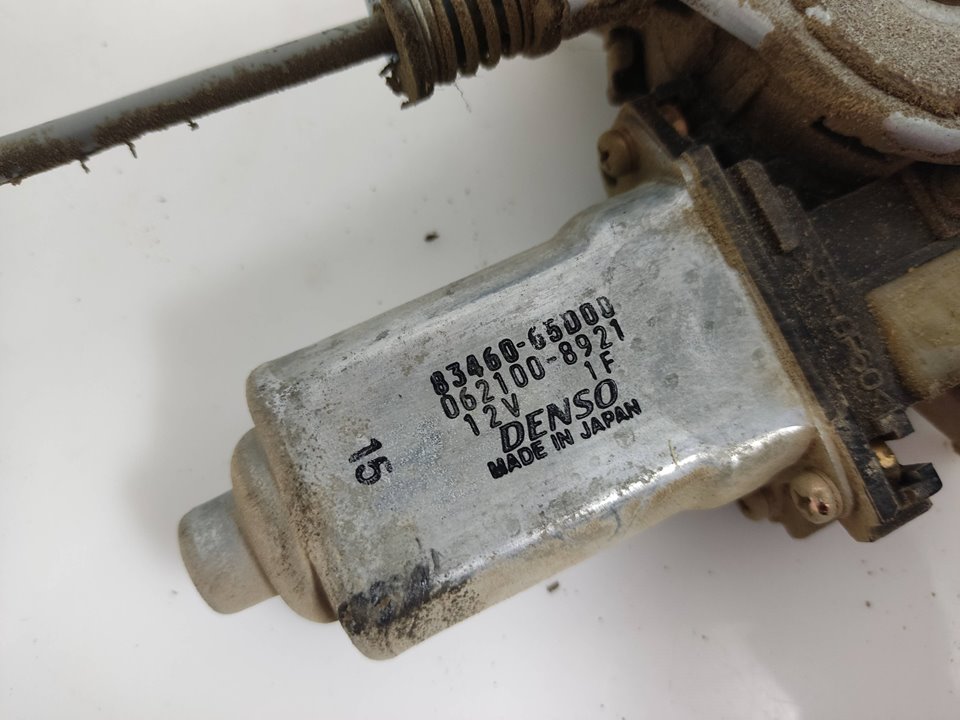 83460-65D00
062100-8921
12V 1F
DENSO
MADE IN JAPAN
15